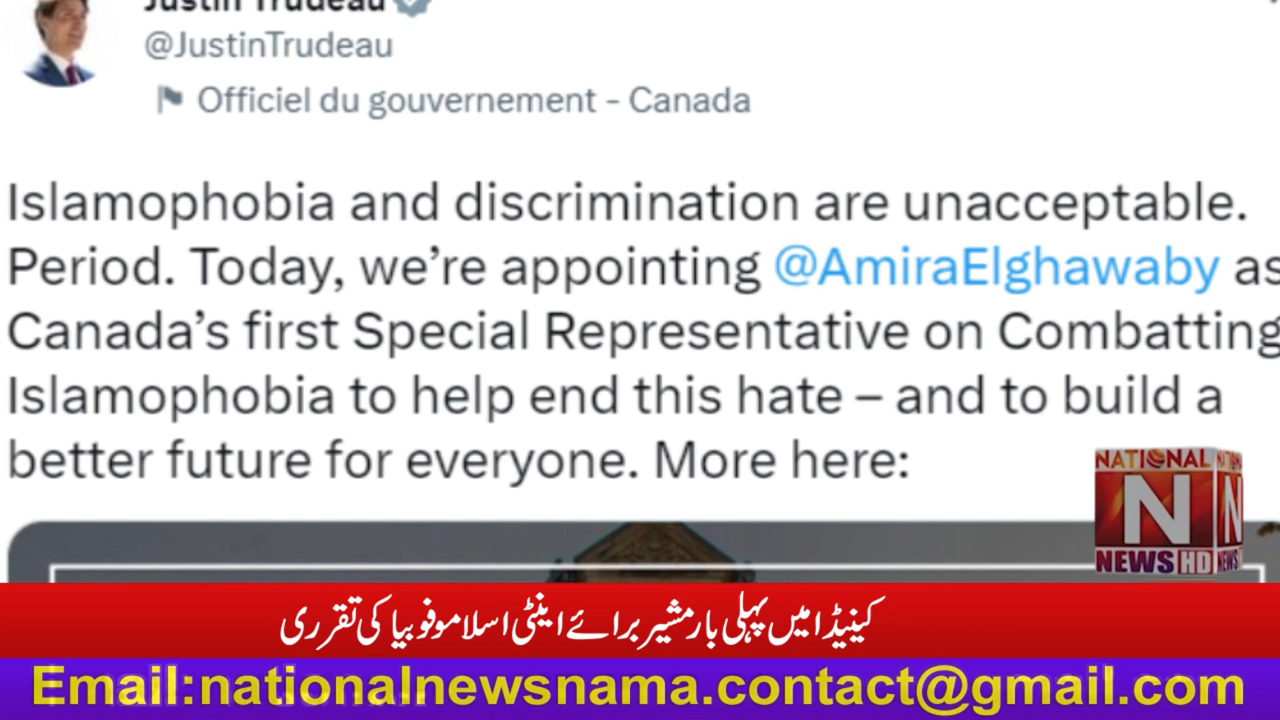 Justin Trudeau
@JustinTrudeau
Officiel du gouvernement - Canada
Islamophobia and discrimination are unacceptable.
Period. Today, we’re appointing @AmiraElghawaby as
Canada’s first Special Representative on Combatting
Islamophobia to help end this hate – and to build a
better future for everyone. More here:
NATIONAL
N
N
NEWS HD NEWS
کینیڈا میں پہلی بار مشیر برائے اینٹی اسلاموفوبیا کی تقرری
Email:nationalnewsnama.contact@gmail.com